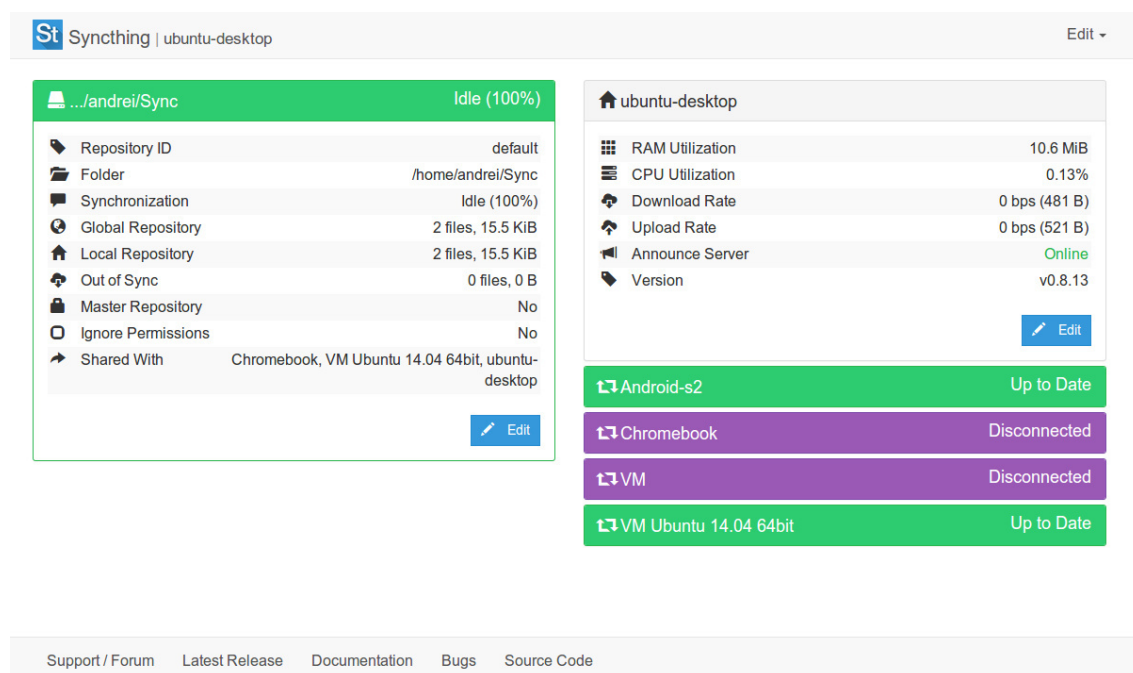 St Syncthing | ubuntu-desktop Edit
.../andrei/Sync Idle (100%)
Repository ID default
Folder /home/andrei/Sync
Synchronization Idle (100%)
Global Repository 2 files, 15.5 KiB
Local Repository 2 files, 15.5 KiB
Out of Sync 0 files, 0 B
Master Repository No
Ignore Permissions No
Shared With Chromebook, VM Ubuntu 14.04 64bit, ubuntu-
desktop
Edit
ubuntu-desktop
RAM Utilization 10.6 MiB
CPU Utilization 0.13%
Download Rate 0 bps (481 B)
Upload Rate 0 bps (521 B)
Announce Server Online
Version v0.8.13
Edit
Android-s2 Up to Date
Chromebook Disconnected
VM Disconnected
VM Ubuntu 14.04 64bit Up to Date
Support / Forum Latest Release Documentation Bugs Source Code